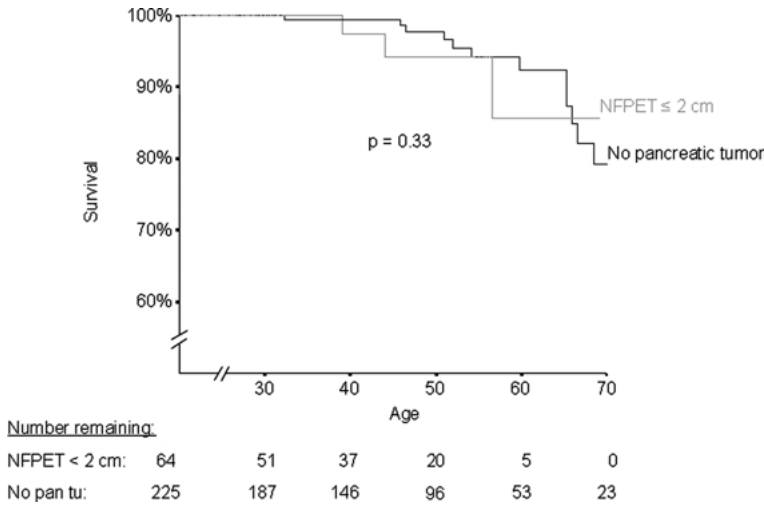 100%
90%
80%
70%
60%
Survival
NFPET ≤ 2 cm
p = 0.33
No pancreatic tumor
30 40 50 60 70
Age
Number remaining:
NFPET < 2 cm: 64 51 37 20 5 0
No pan tu: 225 187 146 96 53 23